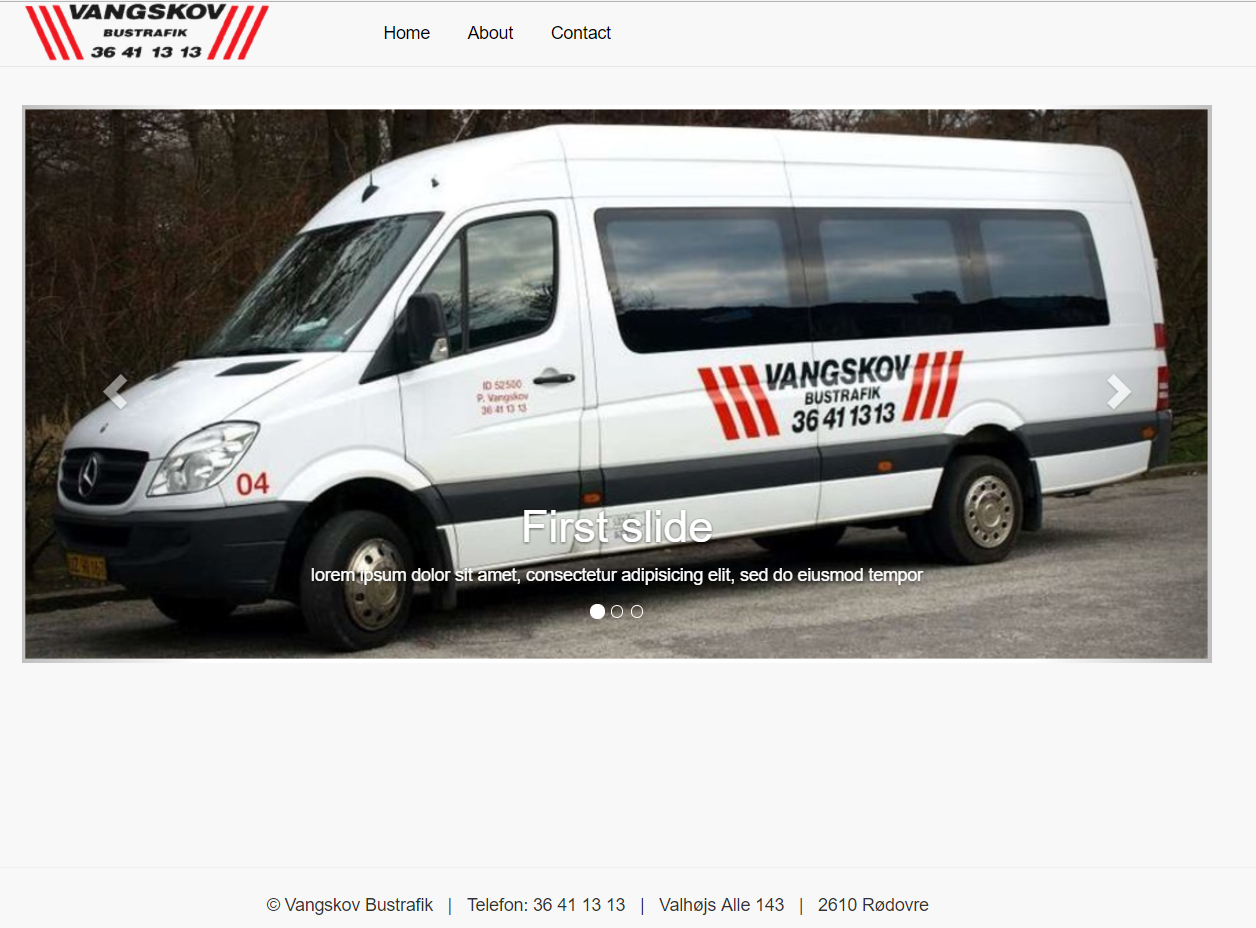 VANGSKOV
BUSTRAFIK
36 41 13 13
Home About Contact
ID 52500
P. Vangskov
36 41 13 13
VANGSKOV
BUSTRAFIK
36 41 13 13
04
First slide
lorem ipsum dolor sit amet, consectetur adipisicing elit, sed do eiusmod tempor
© Vangskov Bustrafik | Telefon: 36 41 13 13 | Valhøjs Alle 143 | 2610 Rødovre